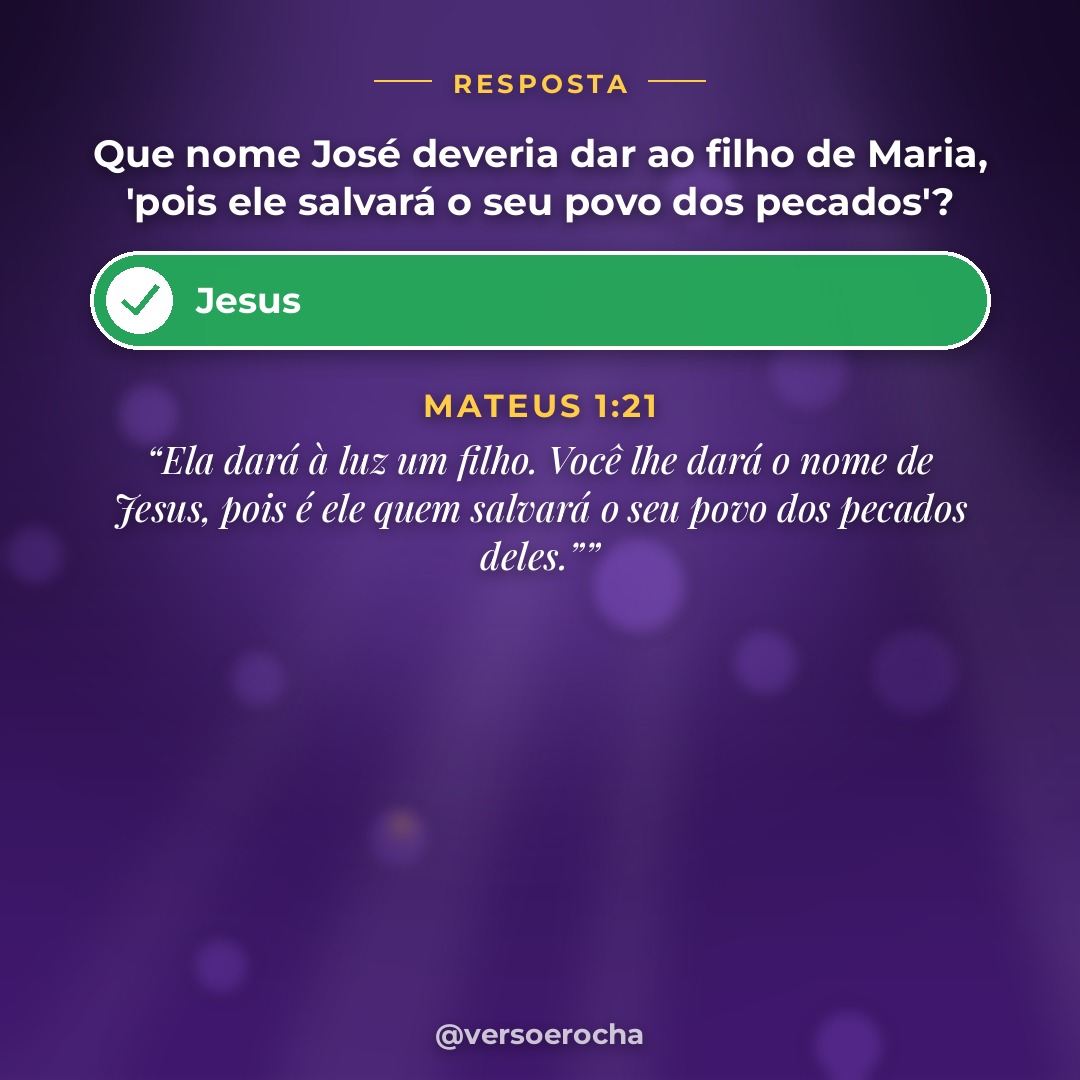 RESPOSTA
Que nome José deveria dar ao filho de Maria,
'pois ele salvará o seu povo dos pecados'?
Jesus
MATEUS 1:21
“Ela dará à luz um filho. Você lhe dará o nome de
Jesus, pois é ele quem salvará o seu povo dos pecados
deles.””
@versoerocha